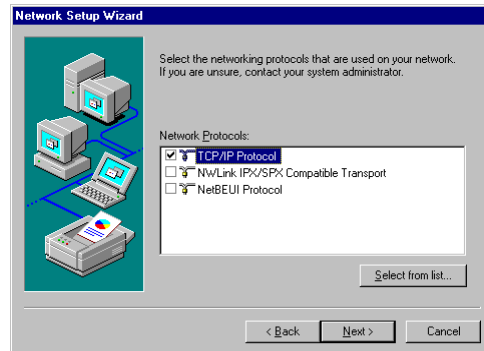 Network Setup Wizard
Select the networking protocols that are used on your network.
If you are unsure, contact your system administrator.
Network Protocols:
TCP/IP Protocol
NWLink IPX/SPX Compatible Transport
NetBEUI Protocol
Select from list...
< Back
Next >
Cancel